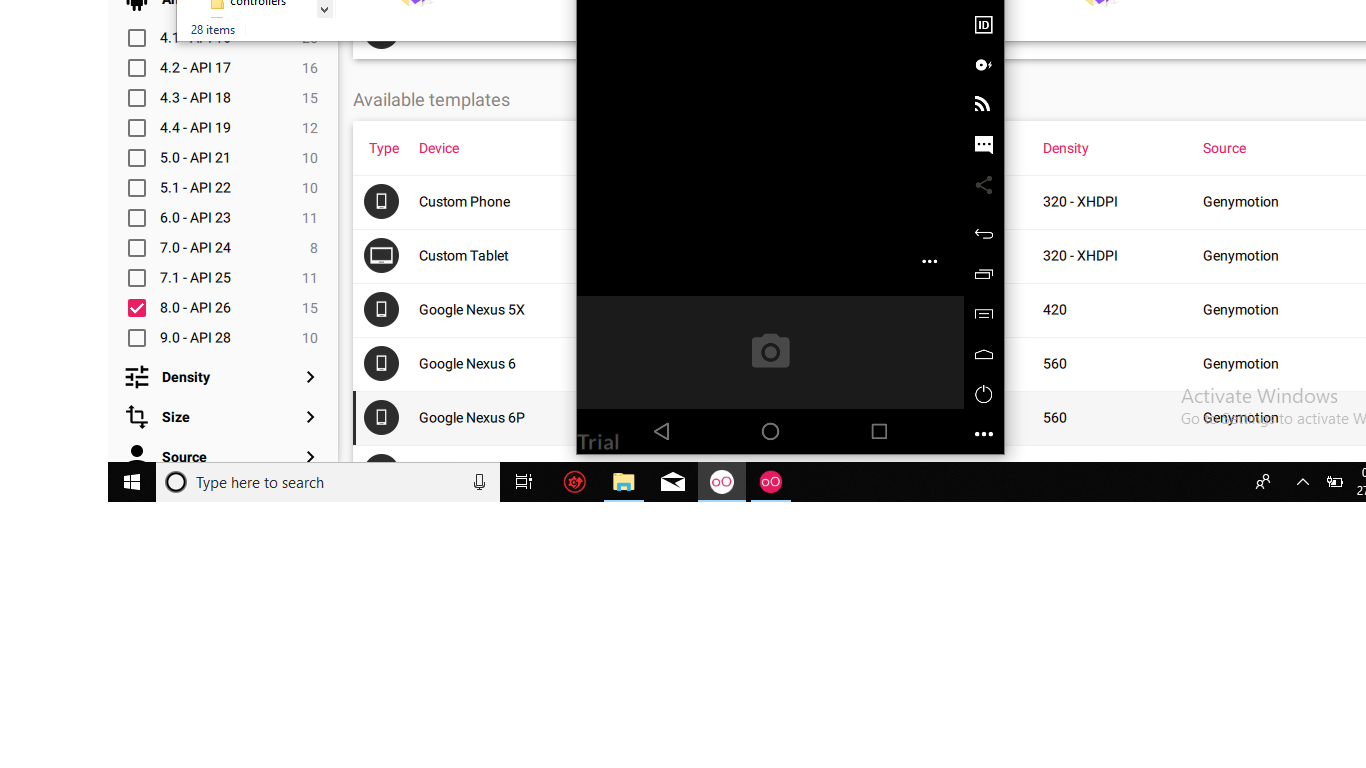 controllers
28 items
4.2 - API 17 16
4.3 - API 18 15
4.4 - API 19 12
5.0 - API 21 10
5.1 - API 22 10
6.0 - API 23 11
7.0 - API 24 8
7.1 - API 25 11
8.0 - API 26 15
9.0 - API 28 10
Density
Size
Source
Available templates
Type Device Density Source
Custom Phone 320 - XHDPI Genymotion
Custom Tablet 320 - XHDPI Genymotion
Google Nexus 5X 420 Genymotion
Google Nexus 6 560 Genymotion
Google Nexus 6P 560 Genymotion
ID
Trial
Activate Windows
Go to Settings to activate W
Type here to search